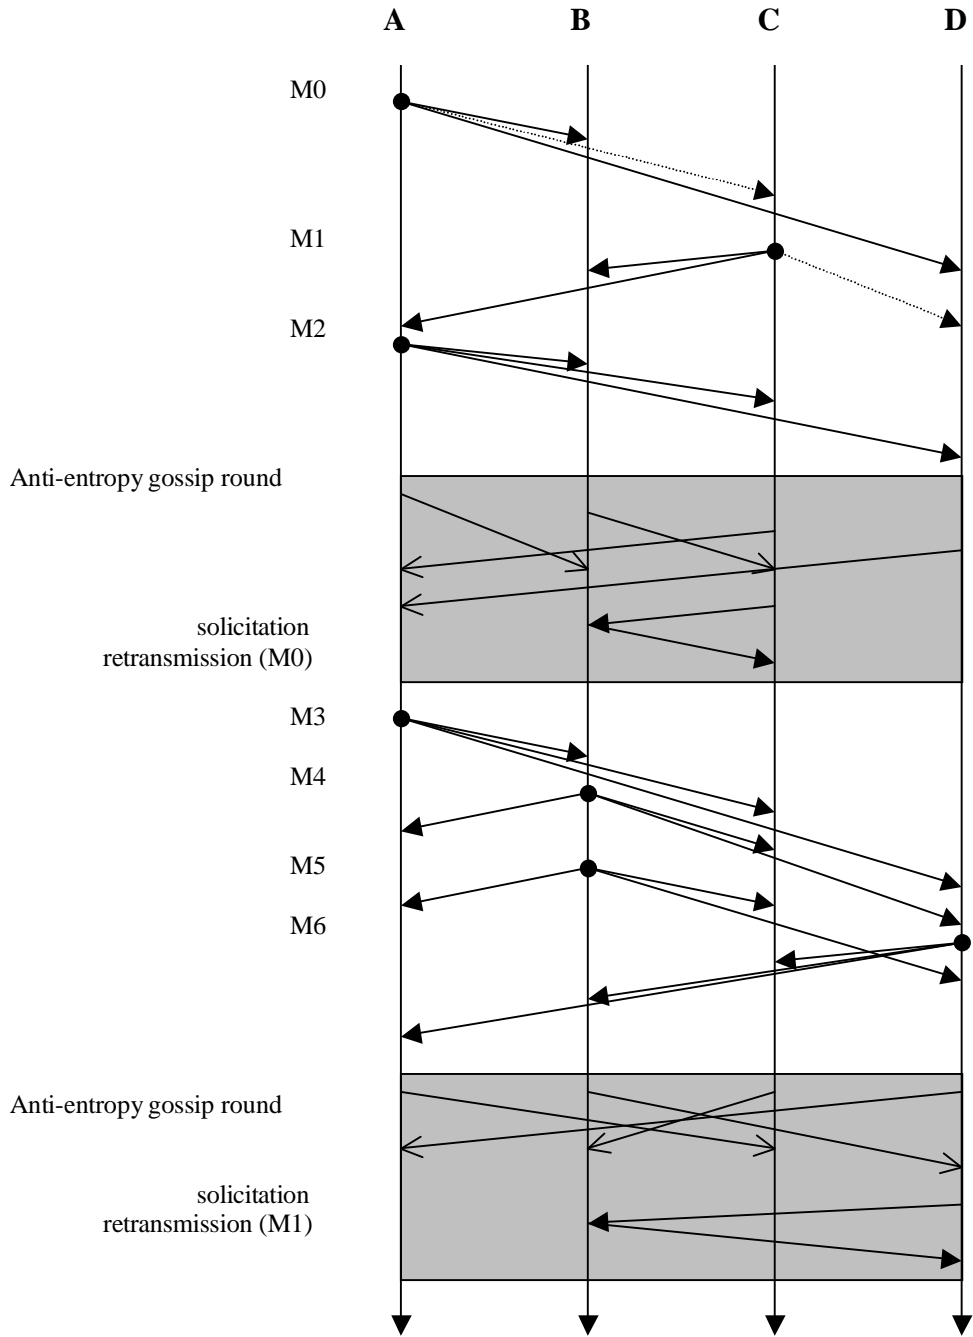 A B C D
M0
M1
M2
Anti-entropy gossip round
solicitation
retransmission (M0)
M3
M4
M5
M6
Anti-entropy gossip round
solicitation
retransmission (M1)